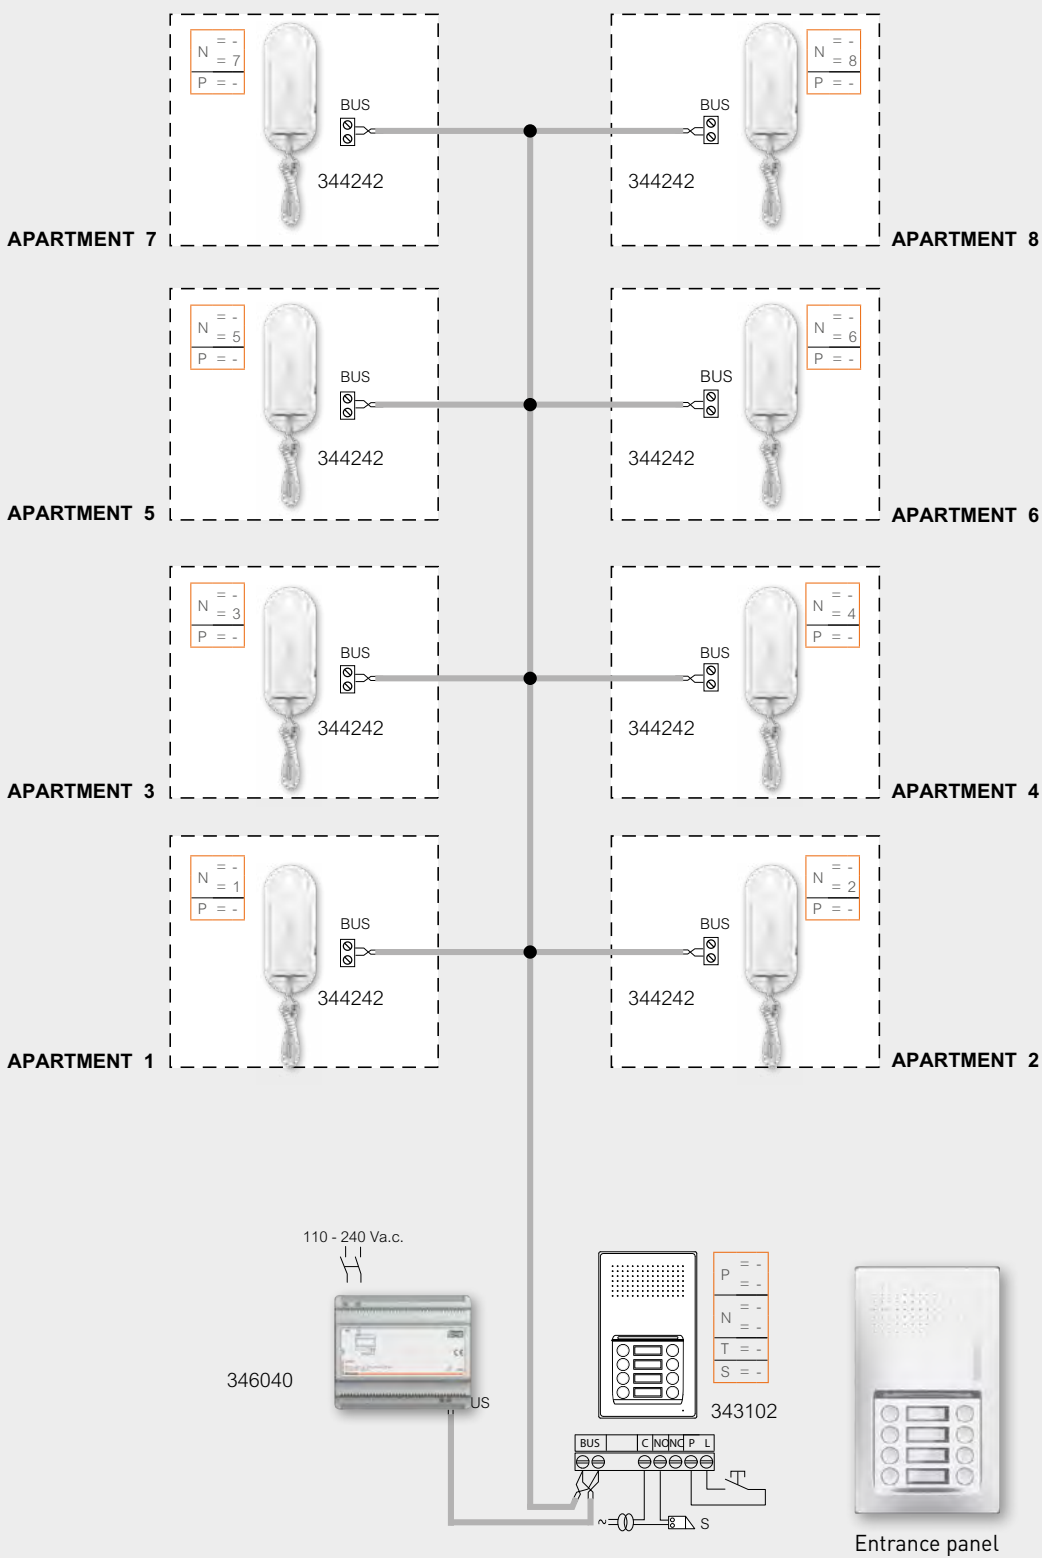 N = -
= 7
P = -
BUS
344242
APARTMENT 7
N = -
= 8
P = -
BUS
344242
APARTMENT 8
N = -
= 5
P = -
BUS
344242
APARTMENT 5
N = -
= 6
P = -
BUS
344242
APARTMENT 6
N = -
= 3
P = -
BUS
344242
APARTMENT 3
N = -
= 4
P = -
BUS
344242
APARTMENT 4
N = -
= 1
P = -
BUS
344242
APARTMENT 1
N = -
= 2
P = -
BUS
344242
APARTMENT 2
110 - 240 Va.c.
346040
US
P = -
= -
N = -
= -
T = -
S = -
343102
BUS C NO NC P L
~ S
Entrance panel